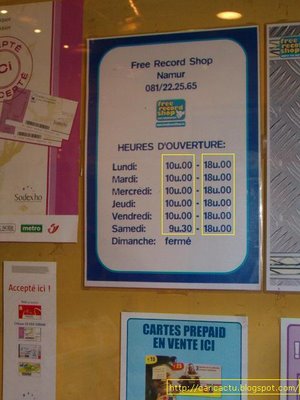 Free Record Shop
Namur
081/22.25.65
free
record
shop
HEURES D'OUVERTURE:
Lundi: 10u.00 - 18u.00
Mardi: 10u.00 - 18u.00
Mercredi: 10u.00 - 18u.00
Jeudi: 10u.00 - 18u.00
Vendredi: 10u.00 - 18u.00
Samedi: 9u.30 - 18u.00
Dimanche: fermé
Sodexho
metro
Accepté ici !
CARTES PREPAID
EN VENTE ICI
http://daricactu.blogspot.com/